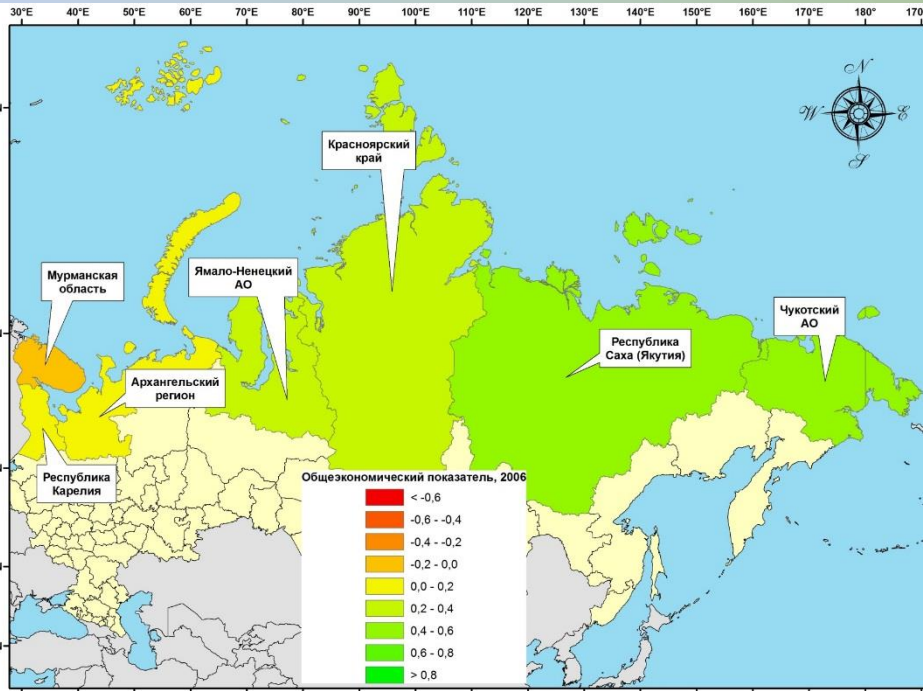 30°E 40°E 50°E 60°E 70°E 80°E 90°E 100°E 110°E 120°E 130°E 140°E 150°E 160°E 170°E 180°
N
W E
S
Красноярский
край
Ямало-Ненецкий
АО
Мурманская
область
Чукотский
АО
Республика
Саха (Якутия)
Архангельский
регион
Республика
Карелия
Общеэкономический показатель, 2006
< -0,6
-0,6 - -0,4
-0,4 - -0,2
-0,2 - 0,0
0,0 - 0,2
0,2 - 0,4
0,4 - 0,6
0,6 - 0,8
> 0,8